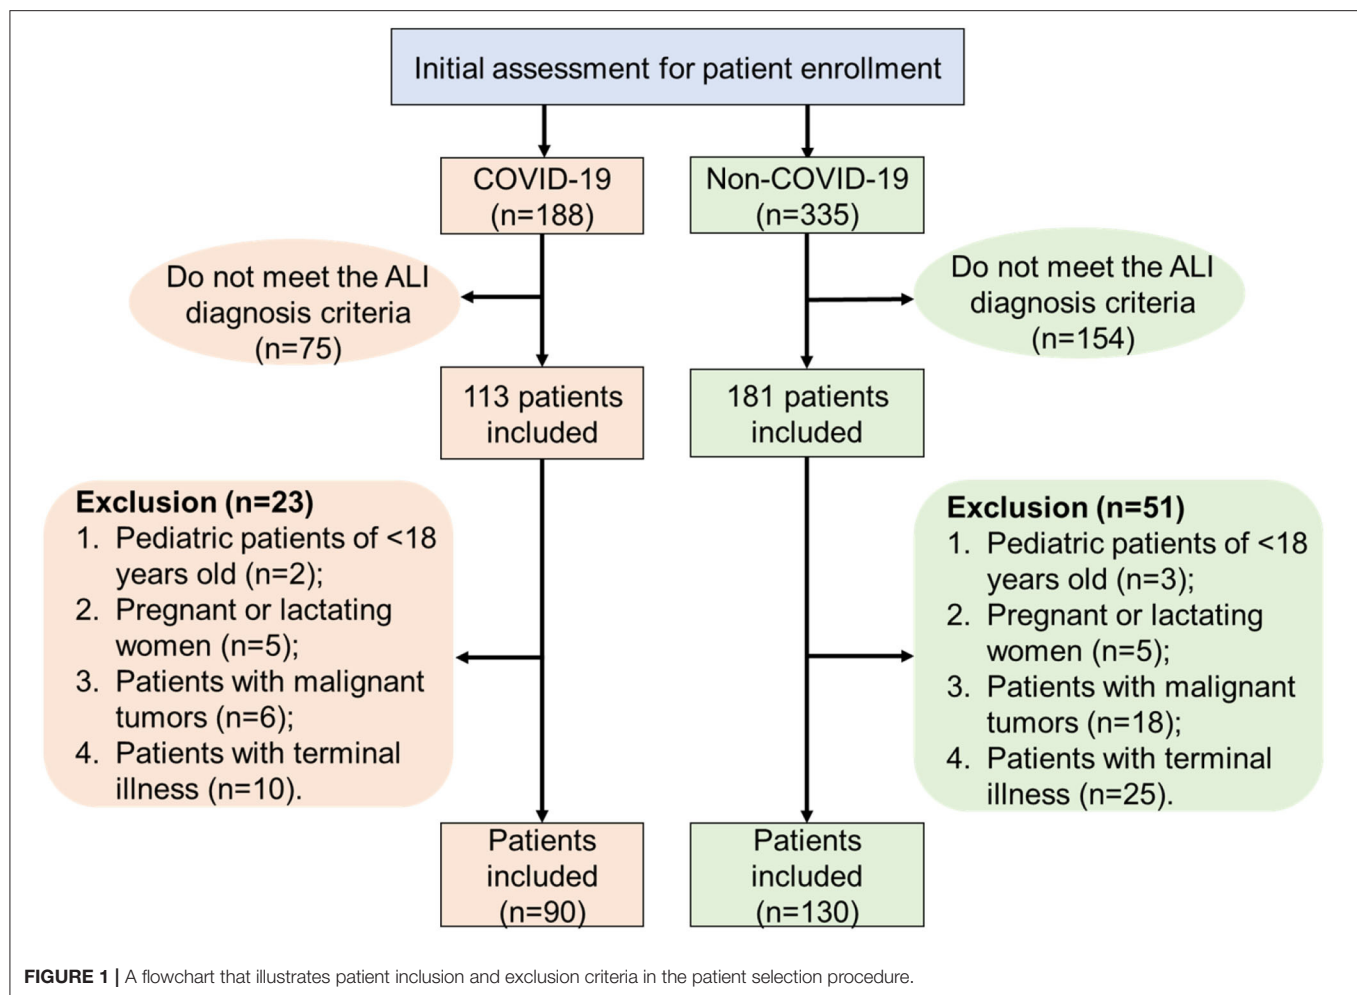 Initial assessment for patient enrollment
COVID-19
(n=188)
Non-COVID-19
(n=335)
Do not meet the ALI
diagnosis criteria
(n=75)
Do not meet the ALI
diagnosis criteria
(n=154)
113 patients
included
181 patients
included
Exclusion (n=23)
1. Pediatric patients of <18
years old (n=2);
2. Pregnant or lactating
women (n=5);
3. Patients with malignant
tumors (n=6);
4. Patients with terminal
illness (n=10).
Exclusion (n=51)
1. Pediatric patients of <18
years old (n=3);
2. Pregnant or lactating
women (n=5);
3. Patients with malignant
tumors (n=18);
4. Patients with terminal
illness (n=25).
Patients
included
(n=90)
Patients
included
(n=130)
FIGURE 1 | A flowchart that illustrates patient inclusion and exclusion criteria in the patient selection procedure.